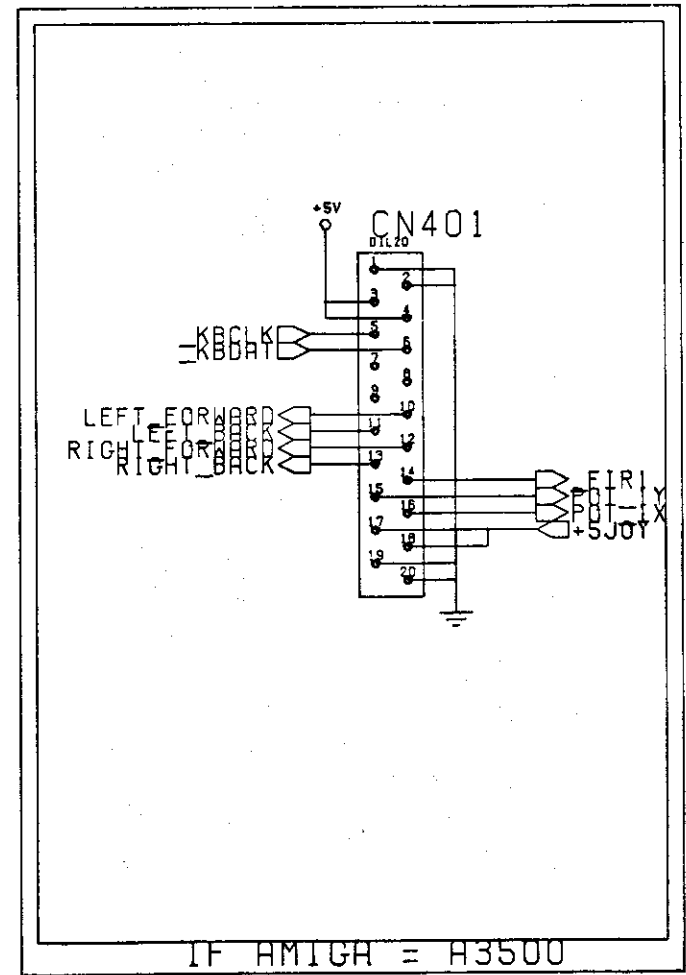 +5V
CN401
DIL20
1
2
3
4
_KBCLK
5
_KBDAT
6
7
8
9
LEFT_FORWARD
10
LEFT_BACK
11
RIGHT_FORWARD
12
RIGHT_BACK
13
14
_FIR1
15
POT_1Y
16
POT_1X
17
+5JOY
18
19
20
IF AMIGA = A3500